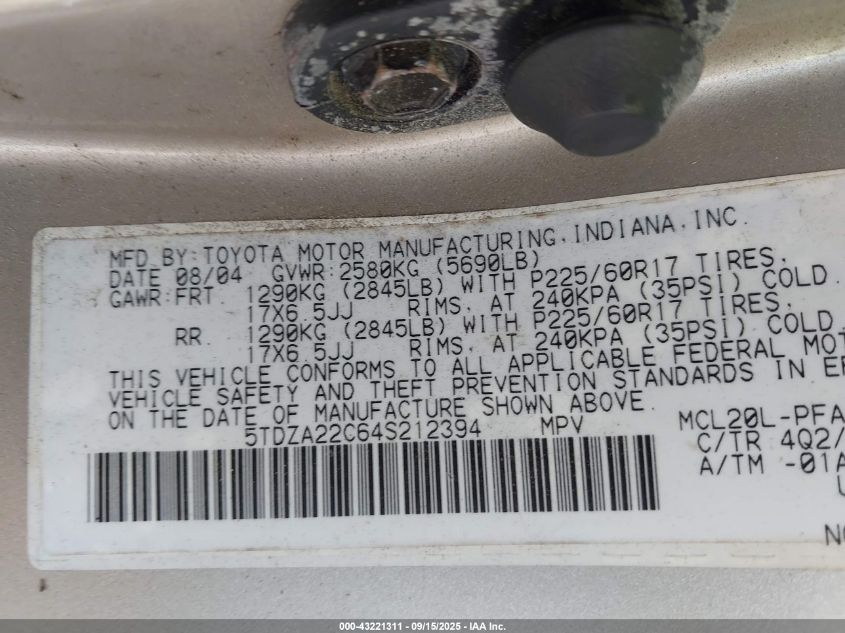 MFD BY:TOYOTA MOTOR MANUFACTURING,INDIANA,INC.
DATE 08/04 GVWR:2580KG (5690LB)
GAWR:FRT 1290KG (2845LB) WITH P225/60R17 TIRES,
17X6.5JJ RIMS, AT 240KPA (35PSI) COLD.
RR. 1290KG (2845LB) WITH P225/60R17 TIRES,
17X6.5JJ RIMS, AT 240KPA (35PSI) COLD.
THIS VEHICLE CONFORMS TO ALL APPLICABLE FEDERAL MOT
VEHICLE SAFETY AND THEFT PREVENTION STANDARDS IN EF
ON THE DATE OF MANUFACTURE SHOWN ABOVE.
5TDZA22C64S212394 MPV MCL20L-PFA
C/TR 4Q2/
A/TM -01A
U
NO
000-43221311 - 09/15/2025 - IAA Inc.